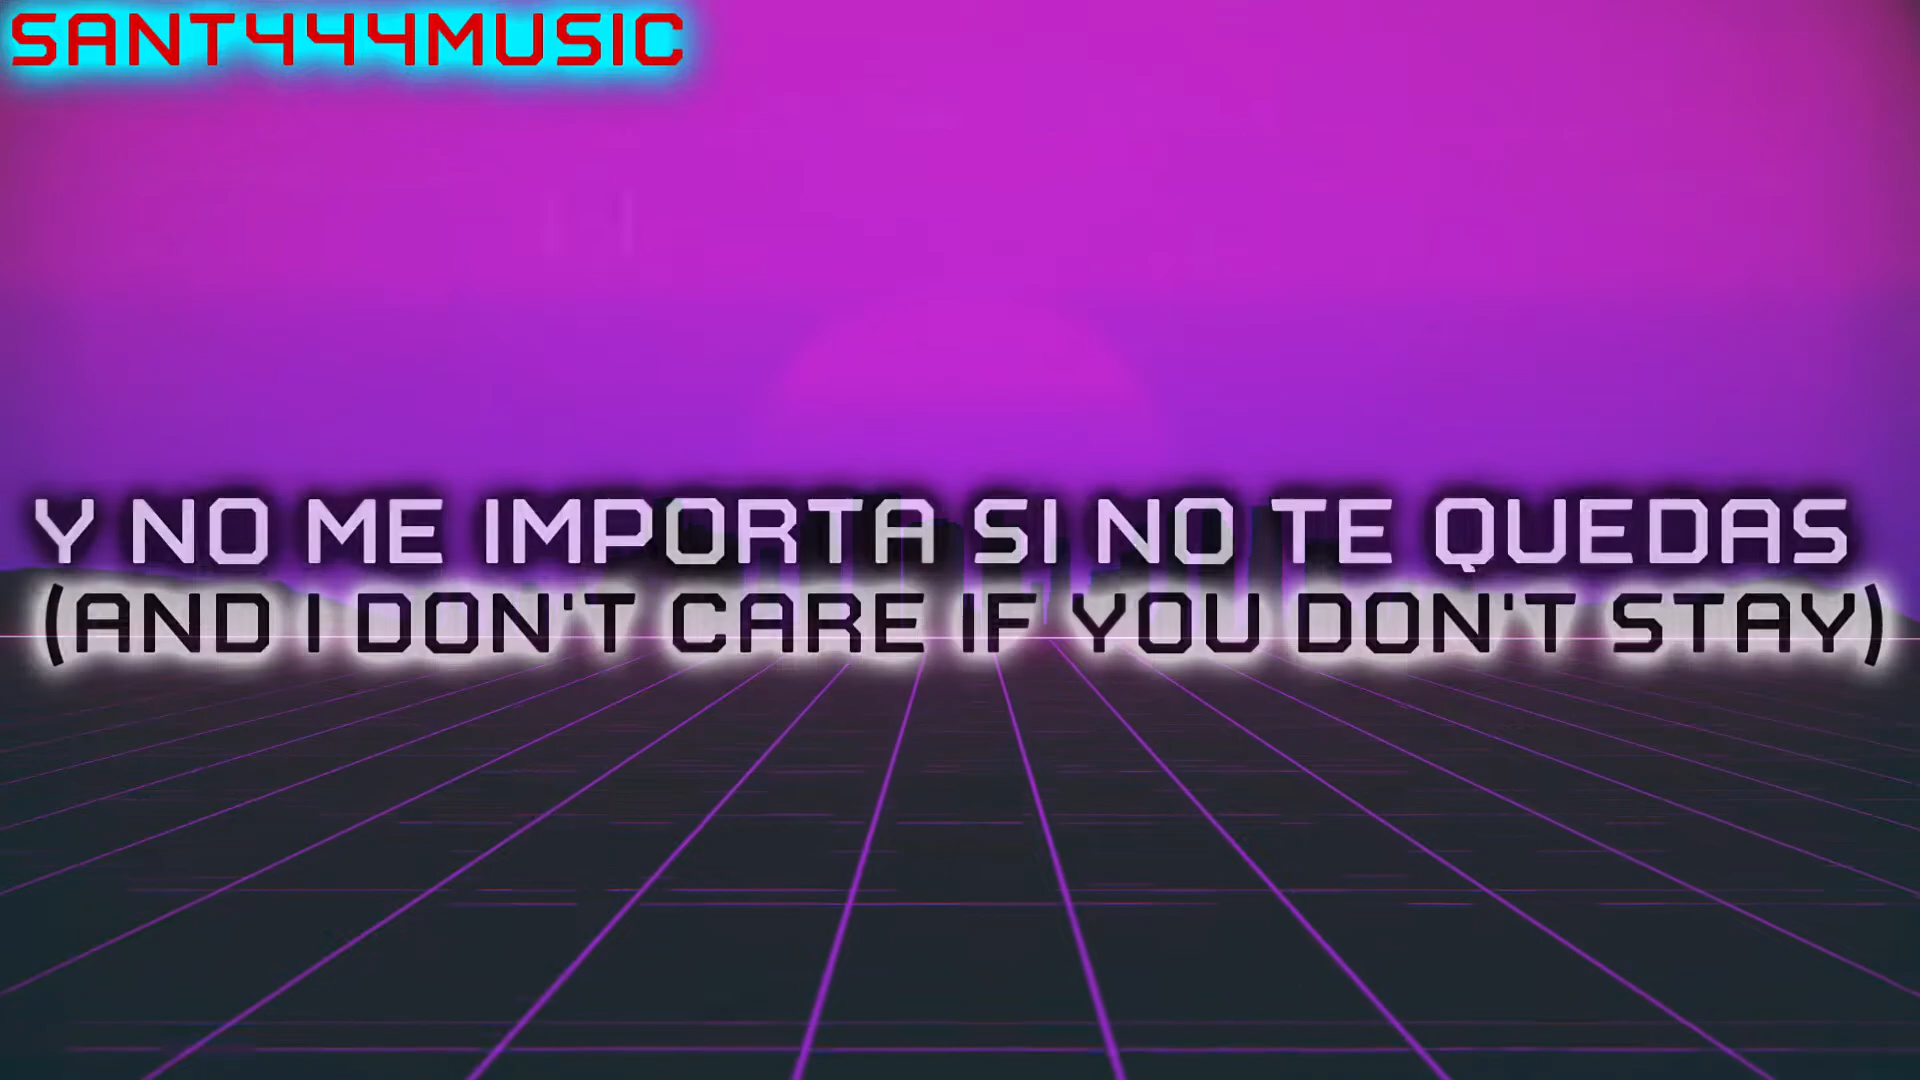 SANT444MUSIC
Y NO ME IMPORTA SI NO TE QUEDAS
(AND I DON'T CARE IF YOU DON'T STAY)